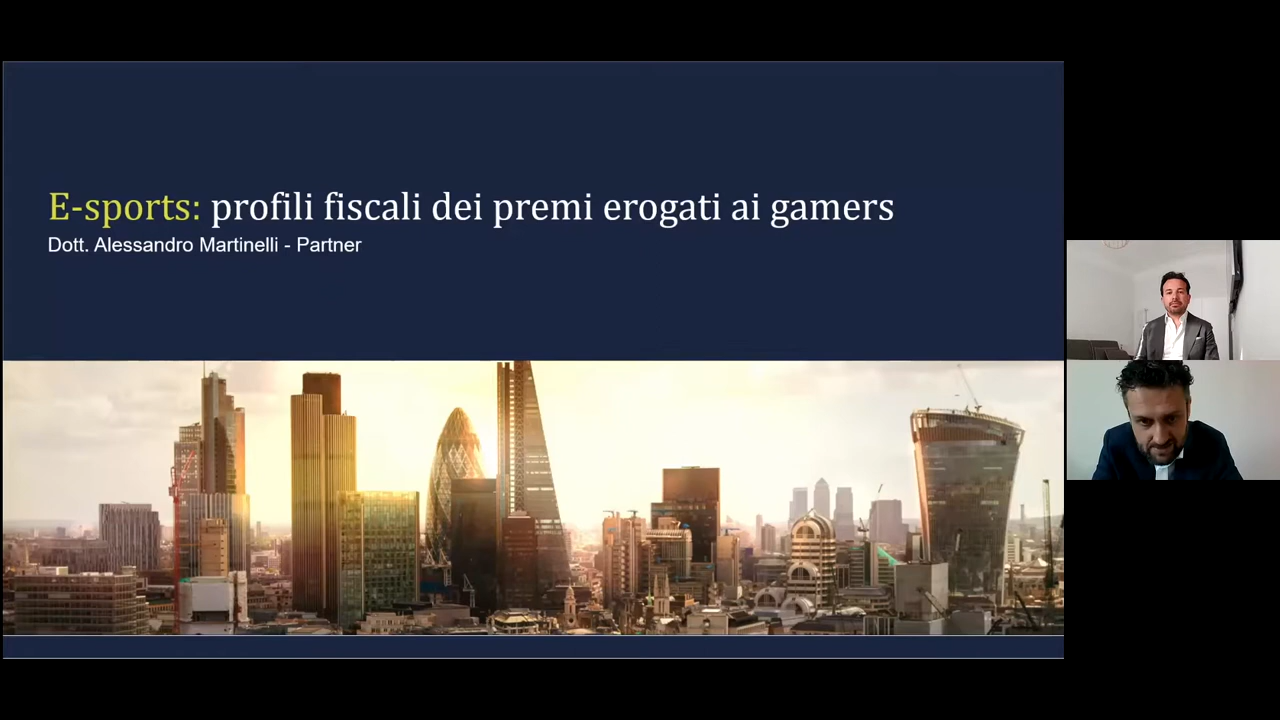 E-sports: profili fiscali dei premi erogati ai gamers
Dott. Alessandro Martinelli - Partner